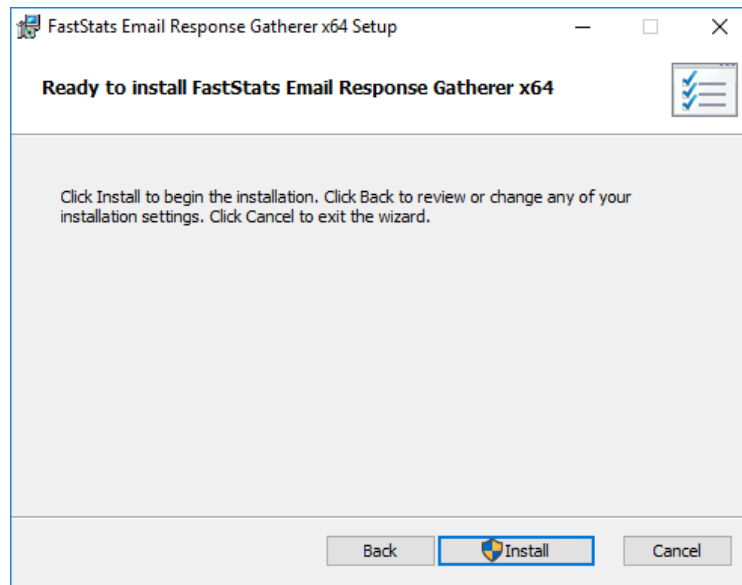 FastStats Email Response Gatherer x64 Setup
Ready to install FastStats Email Response Gatherer x64
Click Install to begin the installation. Click Back to review or change any of your
installation settings. Click Cancel to exit the wizard.
Back
Install
Cancel